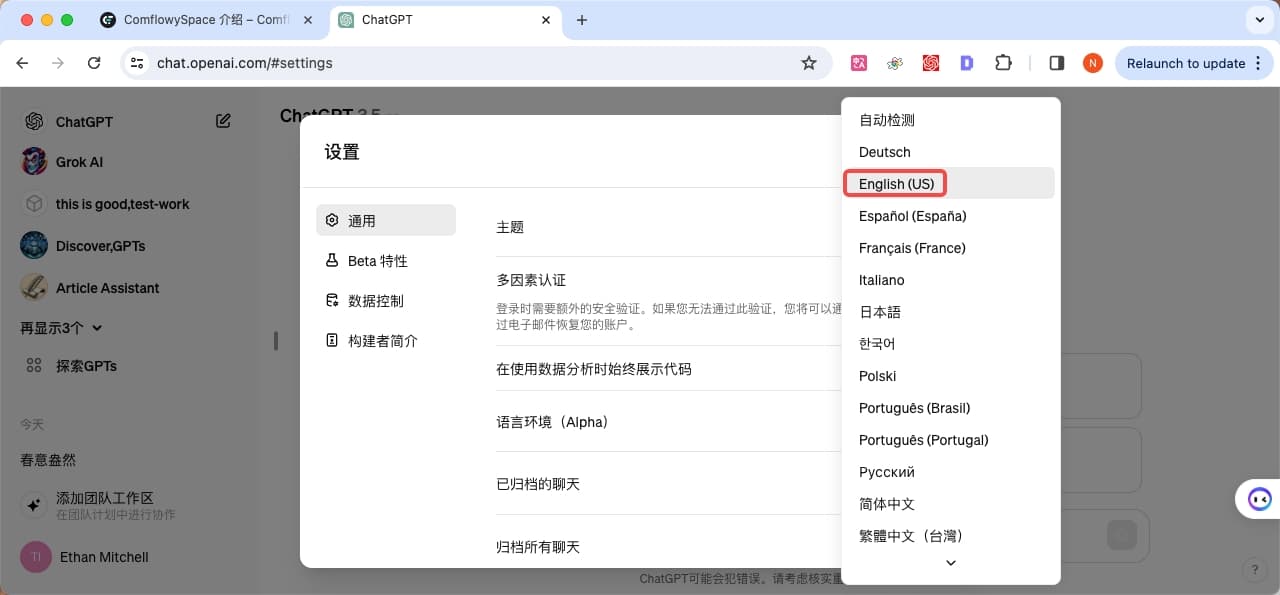 ComflowySpace 介绍 – Comfl
ChatGPT
chat.openai.com/#settings
N
Relaunch to update
ChatGPT
Grok AI
this is good,test-work
Discover,GPTs
Article Assistant
再显示3个
探索GPTs
今天
春意盎然
添加团队工作区
在团队计划中进行协作
TI
Ethan Mitchell
ChatGPT 3.5
设置
通用
Beta 特性
数据控制
构建者简介
主题
多因素认证
登录时需要额外的安全验证。如果您无法通过此验证，您将可以通
过电子邮件恢复您的账户。
在使用数据分析时始终展示代码
语言环境（Alpha）
已归档的聊天
归档所有聊天
自动检测
Deutsch
English (US)
Español (España)
Français (France)
Italiano
日本語
한국어
Polski
Português (Brasil)
Português (Portugal)
Русский
简体中文
繁體中文（台灣）
ChatGPT可能会犯错误。请考虑核实重
?